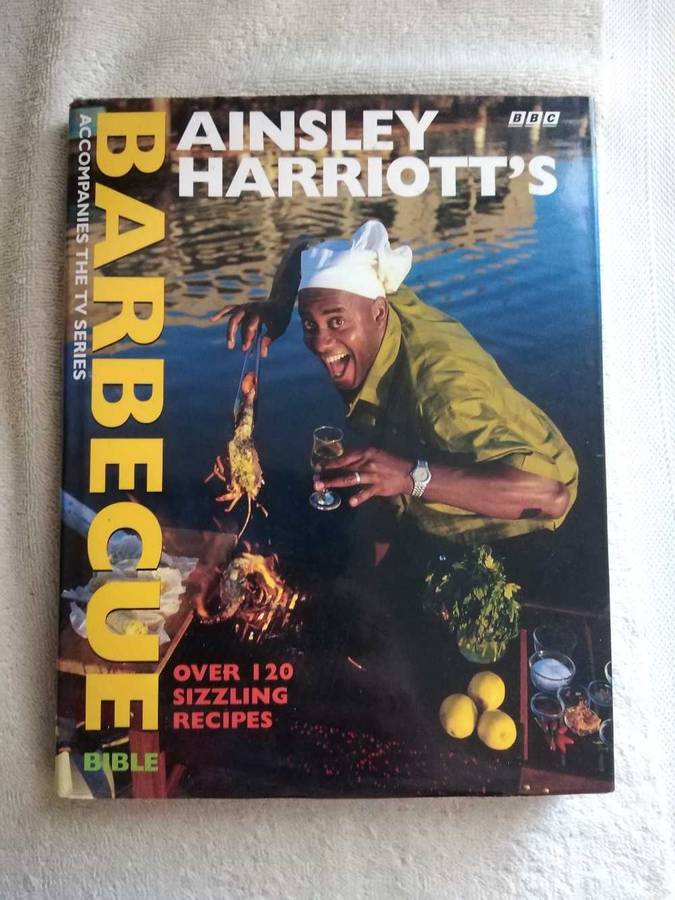 AINSLEY
HARRIOTT'S
BBC
BARBECUE
BIBLE
ACCOMPANIES THE TV SERIES
OVER 120
SIZZLING
RECIPES